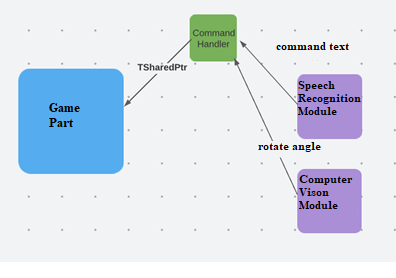 Command
Handler
command text
TSharedPtr
Speech
Recognition
Module
Game
Part
rotate angle
Computer
Vison
Module